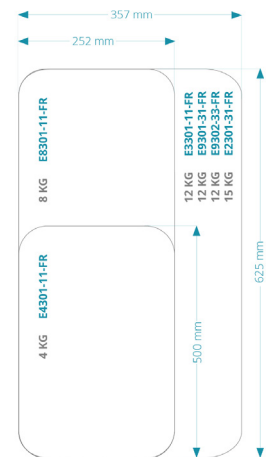 357 mm
252 mm
8 KG E8301-11-FR
12 KG E3301-11-FR
12 KG E9301-31-FR
12 KG E9302-33-FR
15 KG E2301-31-FR
4 KG E4301-11-FR
500 mm
625 mm